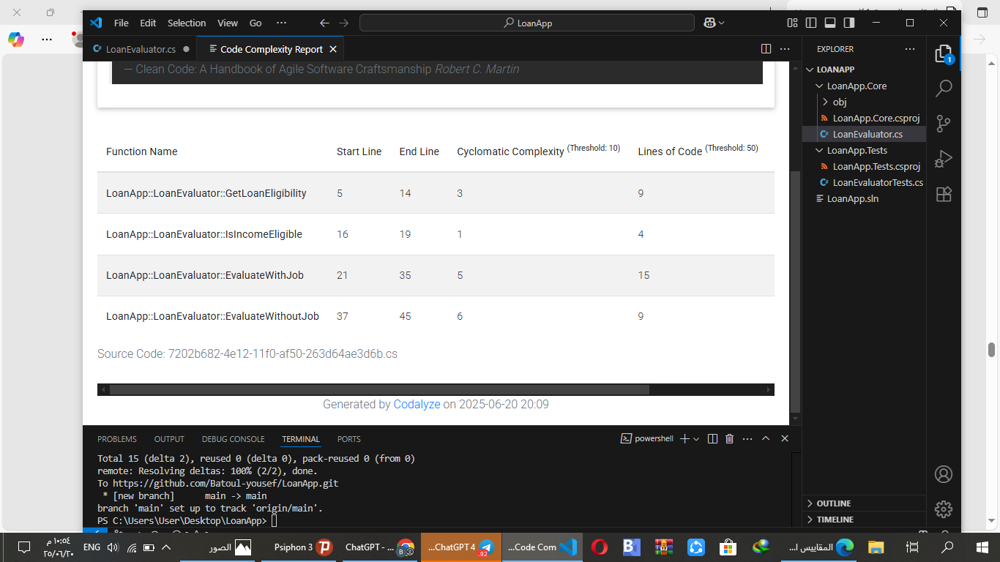 File Edit Selection View Go ··· LoanApp
LoanEvaluator.cs
Code Complexity Report
— Clean Code: A Handbook of Agile Software Craftsmanship Robert C. Martin
Function Name Start Line End Line Cyclomatic Complexity (Threshold: 10) Lines of Code (Threshold: 50)
LoanApp::LoanEvaluator::GetLoanEligibility 5 14 3 9
LoanApp::LoanEvaluator::IsIncomeEligible 16 19 1 4
LoanApp::LoanEvaluator::EvaluateWithJob 21 35 5 15
LoanApp::LoanEvaluator::EvaluateWithoutJob 37 45 6 9
Source Code: 7202b682-4e12-11f0-af50-263d64ae3d6b.cs
Generated by Codalyze on 2025-06-20 20:09
EXPLORER
LOANAPP
LoanApp.Core
obj
LoanApp.Core.csproj
LoanEvaluator.cs
LoanApp.Tests
LoanApp.Tests.csproj
LoanEvaluatorTests.cs
LoanApp.sln
OUTLINE
TIMELINE
1
PROBLEMS OUTPUT DEBUG CONSOLE TERMINAL PORTS
powershell
Total 15 (delta 2), reused 0 (delta 0), pack-reused 0 (from 0)
remote: Resolving deltas: 100% (2/2), done.
To https://github.com/Batoul-yousef/LoanApp.git
* [new branch] main -> main
branch 'main' set up to track 'origin/main'.
PS C:\Users\User\Desktop\LoanApp>
١٠:٥٤ م
٢٥/٠٦/٢٠
ENG
الصور
Psiphon 3
ChatGPT - ...
...ChatGPT 4
.92
...Code Com
المقاييس ا...